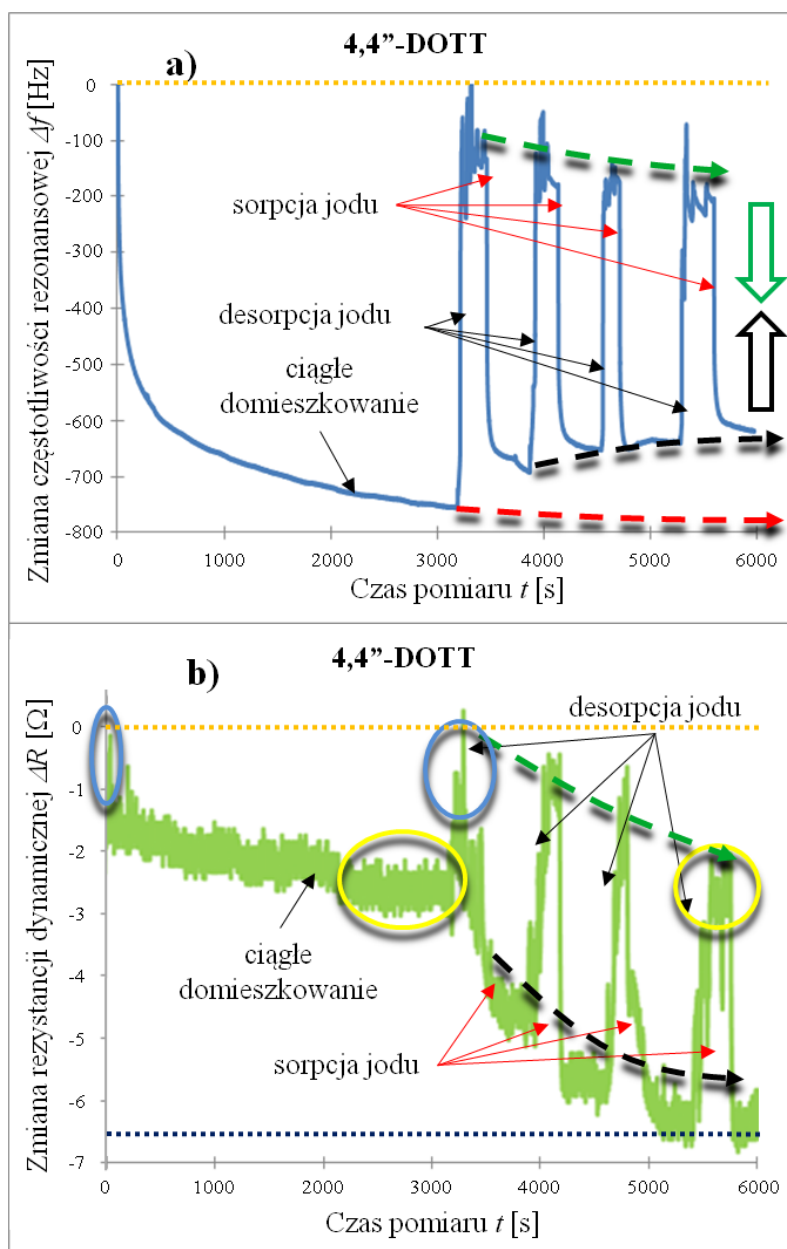 4,4”-DOTT
a)
Zmiana częstotliwości rezonansowej Δf [Hz]
0
-100
-200
-300
-400
-500
-600
-700
-800
sorpcja jodu
desorpcja jodu
ciągłe
domieszkowanie
0 1000 2000 3000 4000 5000 6000
Czas pomiaru t [s]
4,4”-DOTT
b)
Zmiana rezystancji dynamicznej ΔR [Ω]
0
-1
-2
-3
-4
-5
-6
-7
desorpcja jodu
ciągłe
domieszkowanie
sorpcja jodu
0 1000 2000 3000 4000 5000 6000
Czas pomiaru t [s]